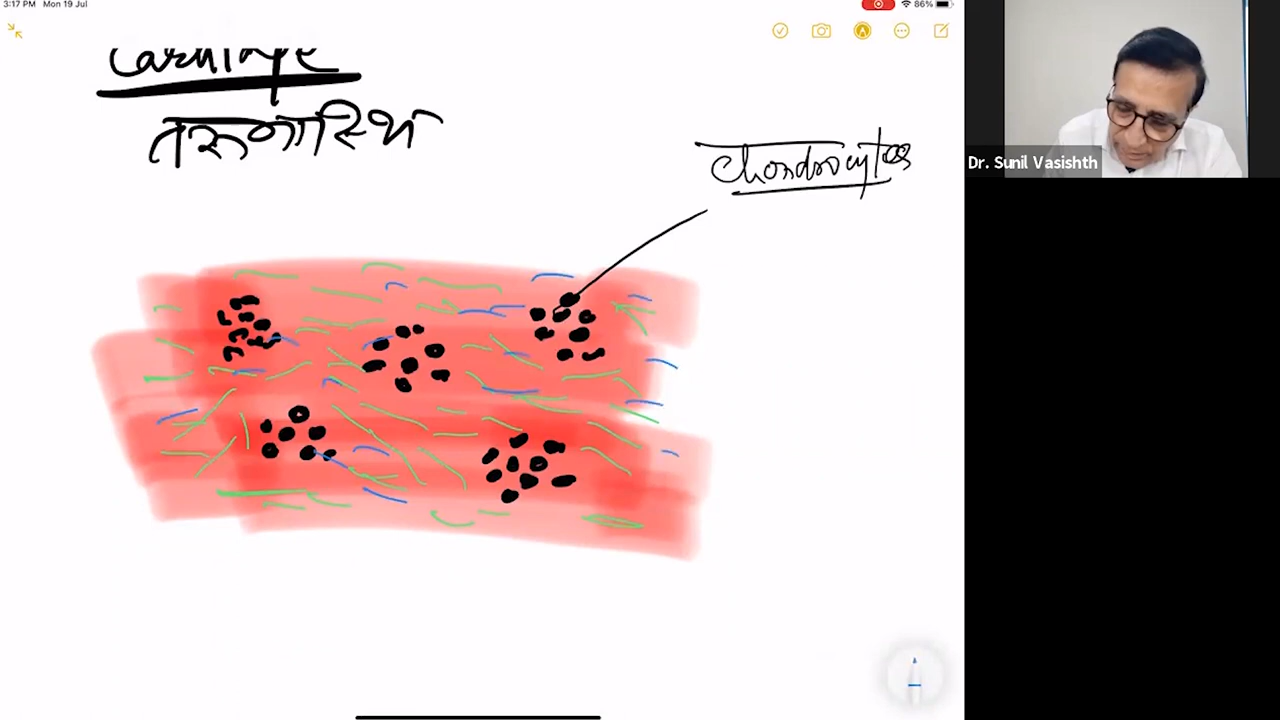 3:17 PM Mon 19 Jul
86%
Cartilage
तरूणास्थि
Chondrocytes
Dr. Sunil Vasishth